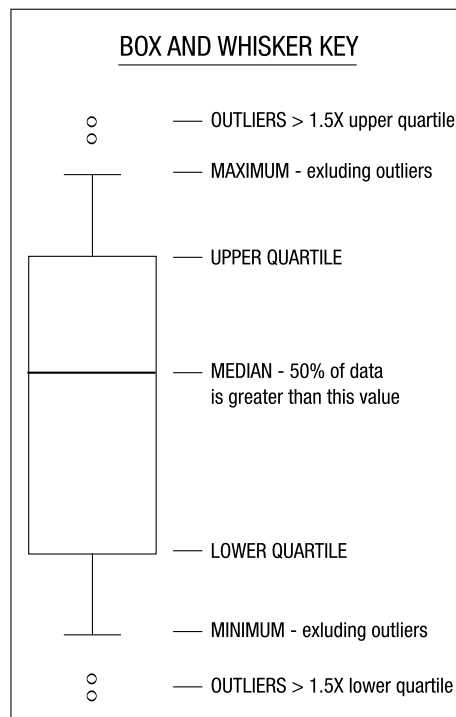 BOX AND WHISKER KEY
OUTLIERS > 1.5X upper quartile
MAXIMUM - exluding outliers
UPPER QUARTILE
MEDIAN - 50% of data
is greater than this value
LOWER QUARTILE
MINIMUM - exluding outliers
OUTLIERS > 1.5X lower quartile